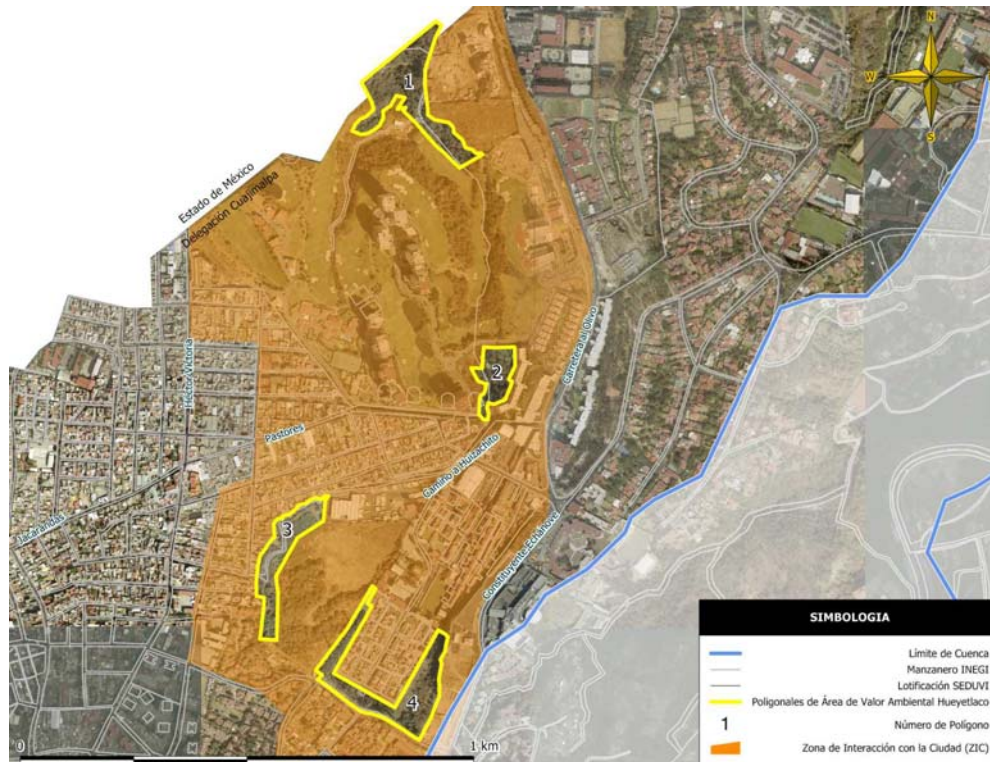 N
W
E
S
1
Estado de México
Delegación Cuajimalpa
Héctor Victoria
Carretera al Olivo
2
Pastores
Camino a Huizachito
3
Jacarandas
Constituyente Echánove
4
0
1 km
SIMBOLOGIA
Límite de Cuenca
Manzanero INEGI
Lotificación SEDUVI
Poligonales de Área de Valor Ambiental Hueyetlaco
1
Número de Polígono
Zona de Interacción con la Ciudad (ZIC)